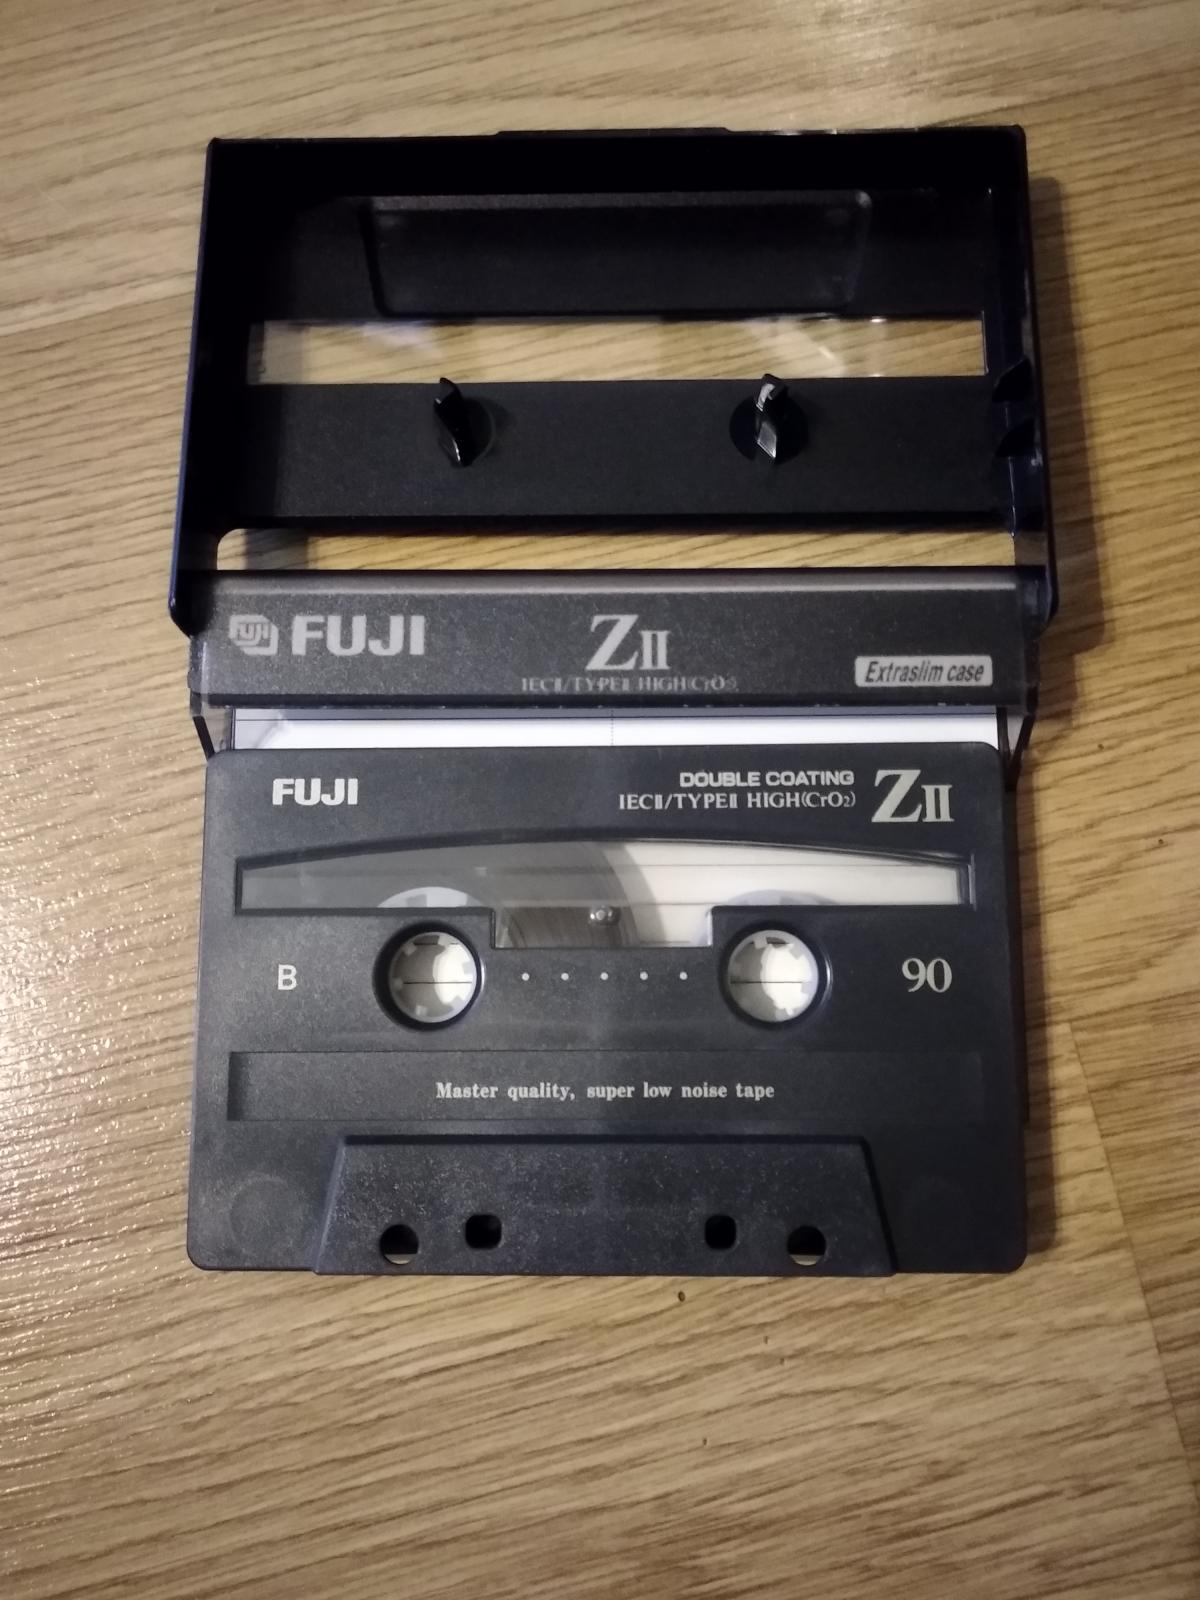 FUJI FUJI
ZII
IECII/TYPEII HIGH(CrO2)
Extraslim case
FUJI
DOUBLE COATING
IECII/TYPEII HIGH(CrO2)
ZII
B
90
Master quality, super low noise tape